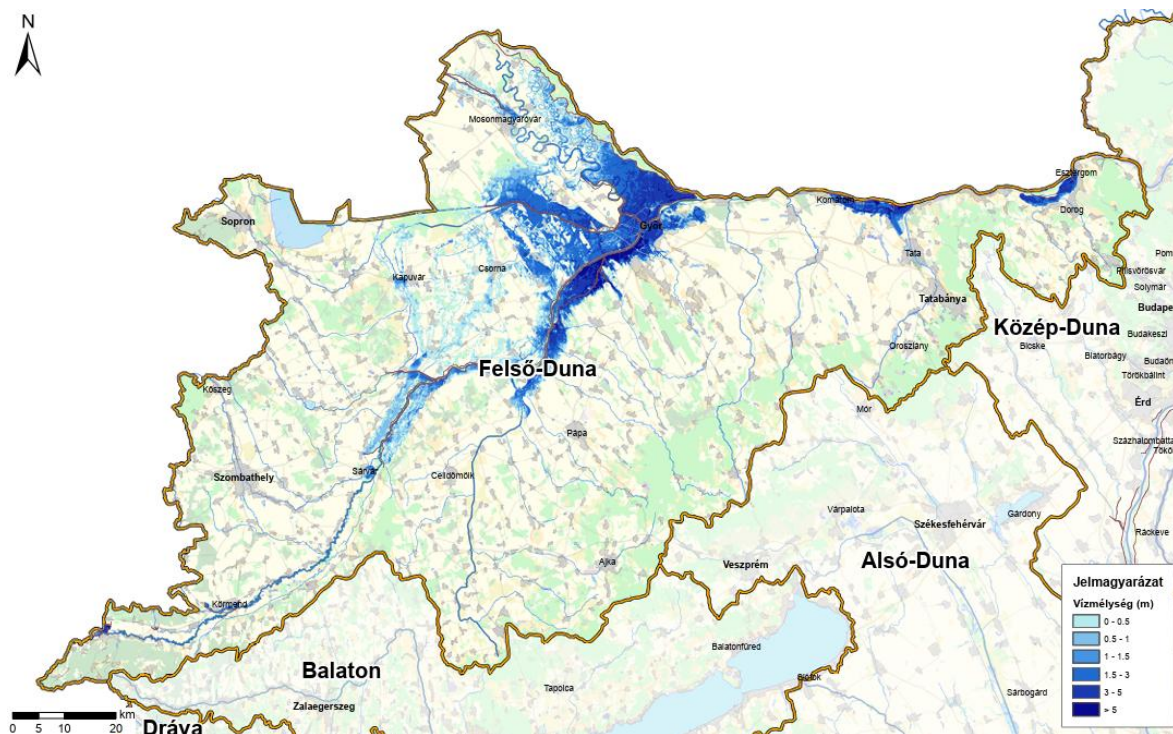 N
Mosonmagyaróvár
Esztergom
Sopron
Komárom
Győr
Dorog
Kapuvár
Csorna
Tata
Pilisvörösvár
Solymár
Tatabánya
Közép-Duna
Bicske
Budakeszi
Biatorbágy
Törökbálint
Oroszlány
Felső-Duna
Kőszeg
Érd
Mór
Pápa
Sárvár
Celldömölk
Szombathely
Várpalota
Székesfehérvár
Gárdony
Ráckeve
Ajka
Veszprém
Alsó-Duna
Körmend
Balaton
Balatonfüred
Siófok
Tapolca
Zalaegerszeg
Sárbogárd
Dráva
km
0 5 10 20
Jelmagyarázat
Vízmélység (m)
0 - 0.5
0.5 - 1
1 - 1.5
1.5 - 3
3 - 5
> 5